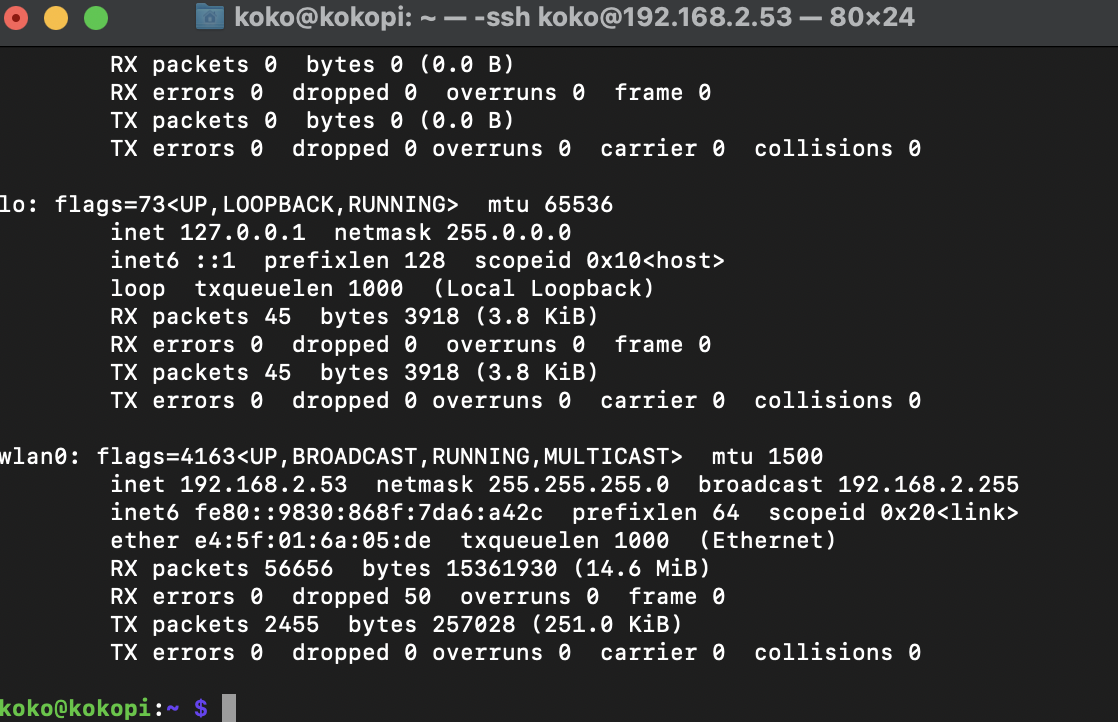 koko@kokopi: ~ — -ssh koko@192.168.2.53 — 80×24
RX packets 0  bytes 0 (0.0 B)
RX errors 0  dropped 0  overruns 0  frame 0
TX packets 0  bytes 0 (0.0 B)
TX errors 0  dropped 0 overruns 0  carrier 0  collisions 0
lo: flags=73<UP,LOOPBACK,RUNNING>  mtu 65536
inet 127.0.0.1  netmask 255.0.0.0
inet6 ::1  prefixlen 128  scopeid 0x10<host>
loop  txqueuelen 1000  (Local Loopback)
RX packets 45  bytes 3918 (3.8 KiB)
RX errors 0  dropped 0  overruns 0  frame 0
TX packets 45  bytes 3918 (3.8 KiB)
TX errors 0  dropped 0 overruns 0  carrier 0  collisions 0
wlan0: flags=4163<UP,BROADCAST,RUNNING,MULTICAST>  mtu 1500
inet 192.168.2.53  netmask 255.255.255.0  broadcast 192.168.2.255
inet6 fe80::9830:868f:7da6:a42c  prefixlen 64  scopeid 0x20<link>
ether e4:5f:01:6a:05:de  txqueuelen 1000  (Ethernet)
RX packets 56656  bytes 15361930 (14.6 MiB)
RX errors 0  dropped 50  overruns 0  frame 0
TX packets 2455  bytes 257028 (251.0 KiB)
TX errors 0  dropped 0 overruns 0  carrier 0  collisions 0
koko@kokopi:~ $